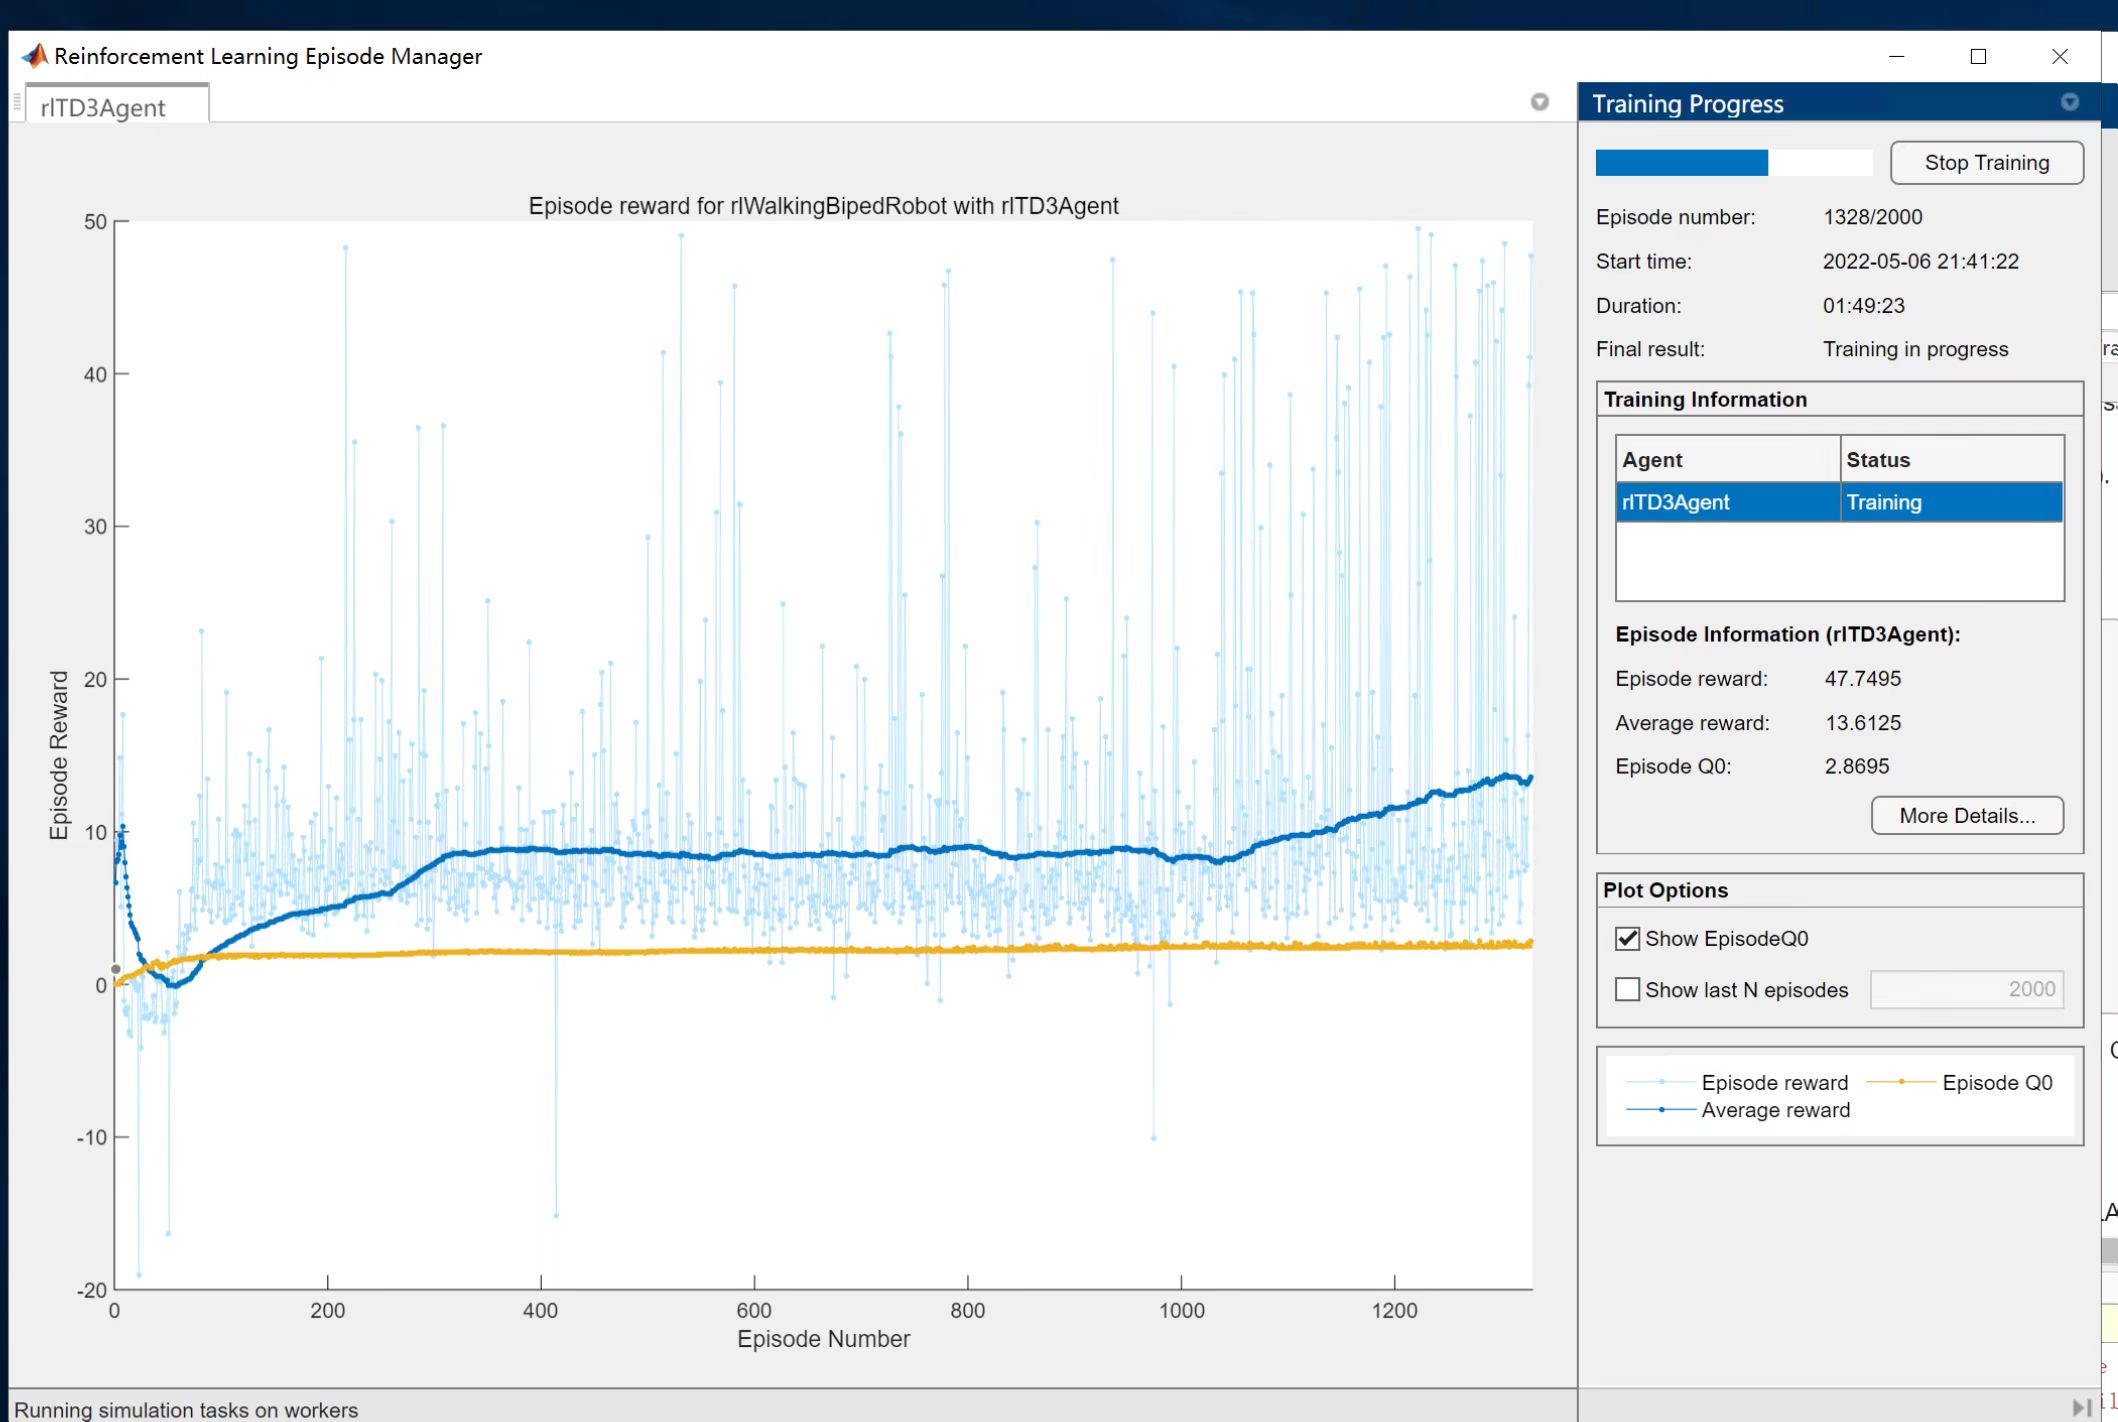 Reinforcement Learning Episode Manager
rlTD3Agent
Episode reward for rlWalkingBipedRobot with rlTD3Agent
50
40
30
20
10
0
-10
-20
Episode Reward
0 200 400 600 800 1000 1200
Episode Number
Running simulation tasks on workers
Training Progress
Stop Training
Episode number: 1328/2000
Start time: 2022-05-06 21:41:22
Duration: 01:49:23
Final result: Training in progress
Training Information
Agent Status
rlTD3Agent Training
Episode Information (rlTD3Agent):
Episode reward: 47.7495
Average reward: 13.6125
Episode Q0: 2.8695
More Details...
Plot Options
Show EpisodeQ0
Show last N episodes 2000
Episode reward Episode Q0
Average reward